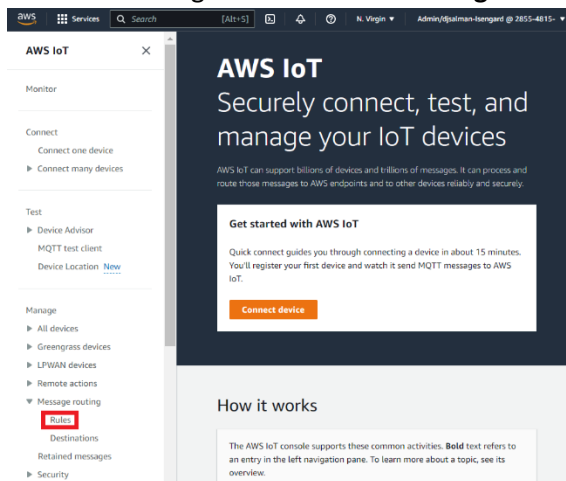 aws Services Search [Alt+S] N. Virgin Admin/djsalman-Isengard @ 2855-4815-
AWS IoT
Monitor
Connect
Connect one device
Connect many devices
Test
Device Advisor
MQTT test client
Device Location New
Manage
All devices
Greengrass devices
LPWAN devices
Remote actions
Message routing
Rules
Destinations
Retained messages
Security
AWS IoT
Securely connect, test, and
manage your IoT devices
AWS IoT can support billions of devices and trillions of messages. It can process and
route those messages to AWS endpoints and to other devices reliably and securely.
Get started with AWS IoT
Quick connect guides you through connecting a device in about 15 minutes.
You'll register your first device and watch it send MQTT messages to AWS
IoT.
Connect device
How it works
The AWS IoT console supports these common activities. Bold text refers to
an entry in the left navigation pane. To learn more about a topic, see its
overview.